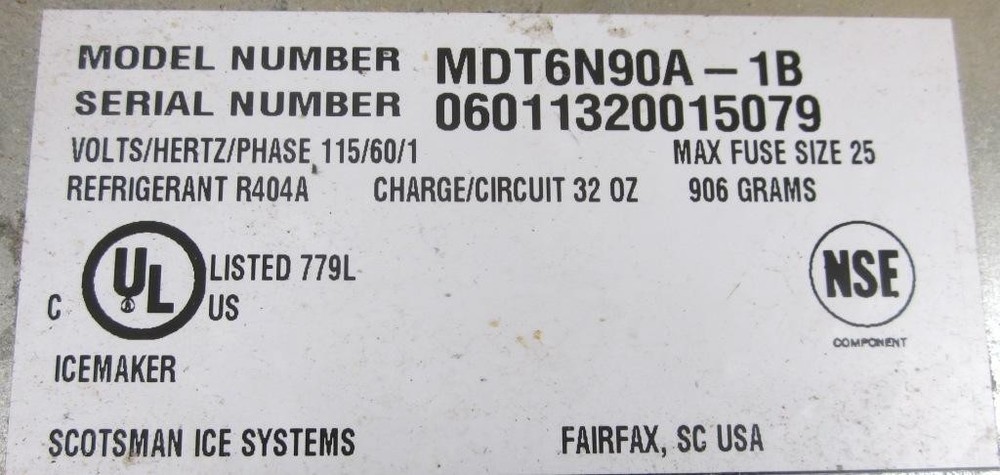 MODEL NUMBER MDT6N90A – 1B
SERIAL NUMBER 06011320015079
VOLTS/HERTZ/PHASE 115/60/1 MAX FUSE SIZE 25
REFRIGERANT R404A CHARGE/CIRCUIT 32 OZ 906 GRAMS
C UL US LISTED 779L
NSE
COMPONENT
ICEMAKER
SCOTSMAN ICE SYSTEMS FAIRFAX, SC USA